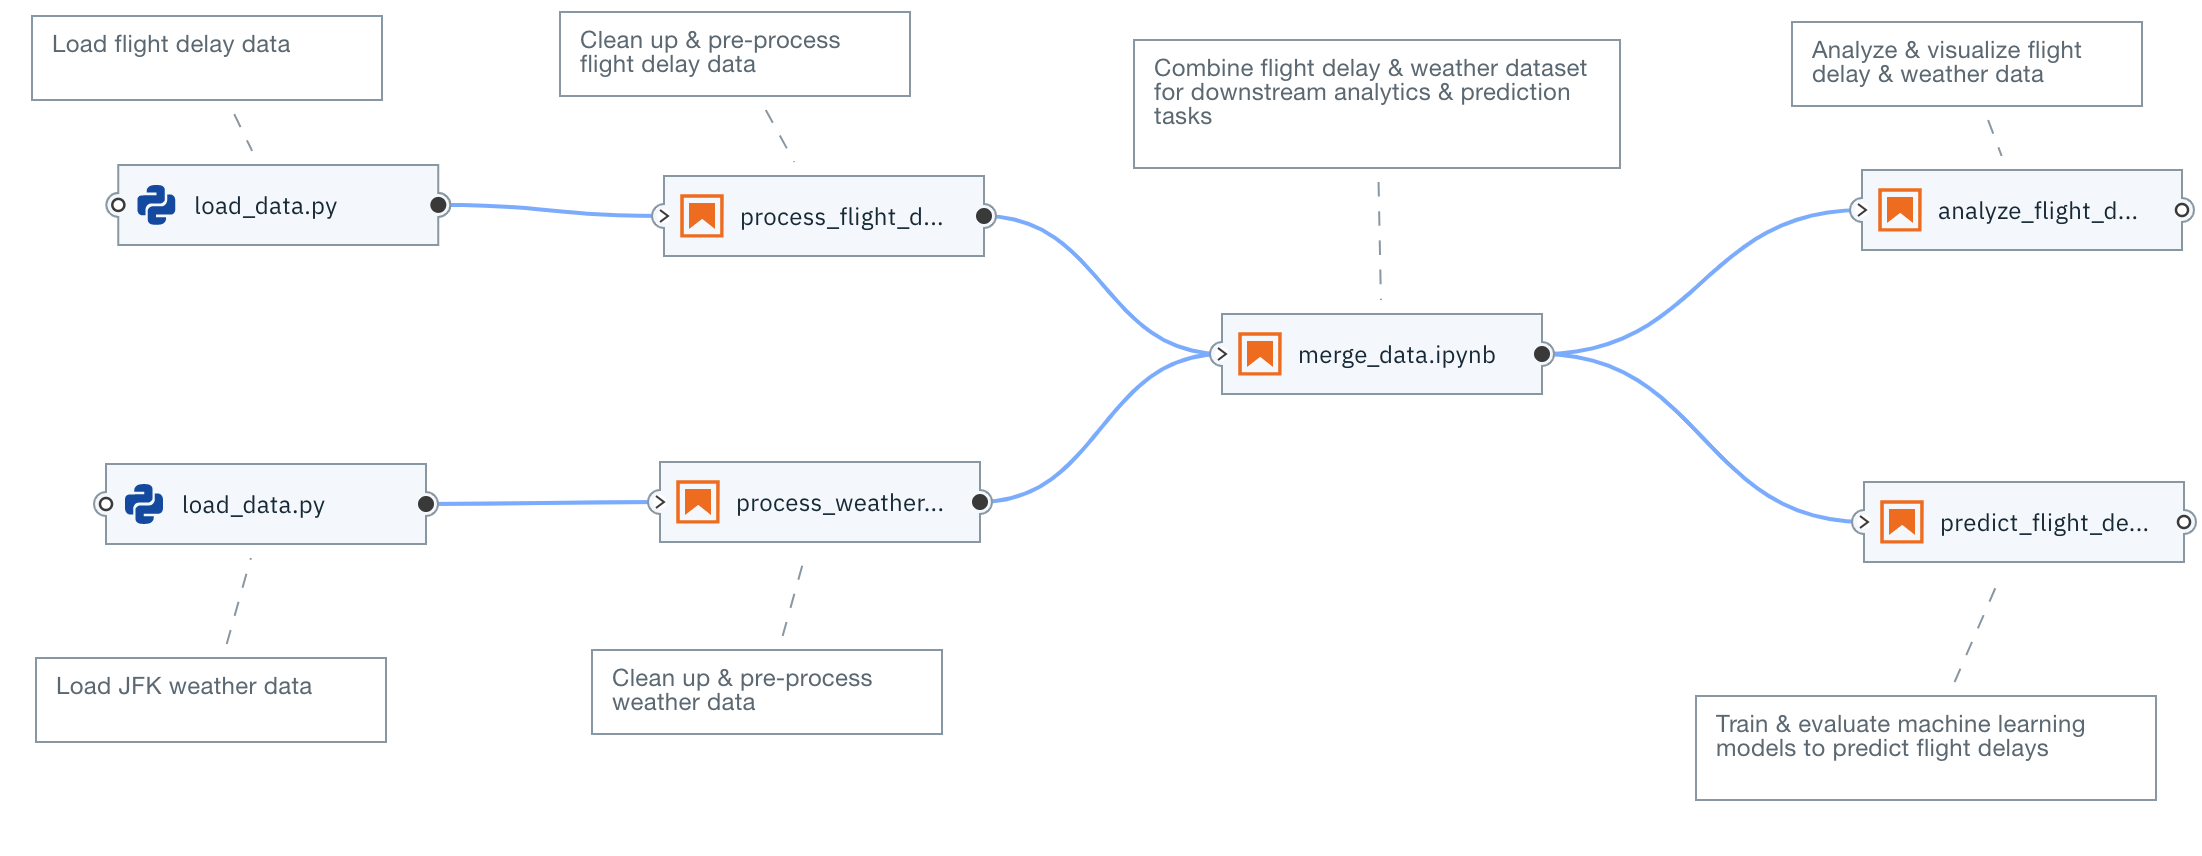 Load flight delay data
Clean up & pre-process
flight delay data
Combine flight delay & weather dataset
for downstream analytics & prediction
tasks
Analyze & visualize flight
delay & weather data
load_data.py
process_flight_d...
analyze_flight_d...
merge_data.ipynb
load_data.py
process_weather...
predict_flight_de...
Load JFK weather data
Clean up & pre-process
weather data
Train & evaluate machine learning
models to predict flight delays